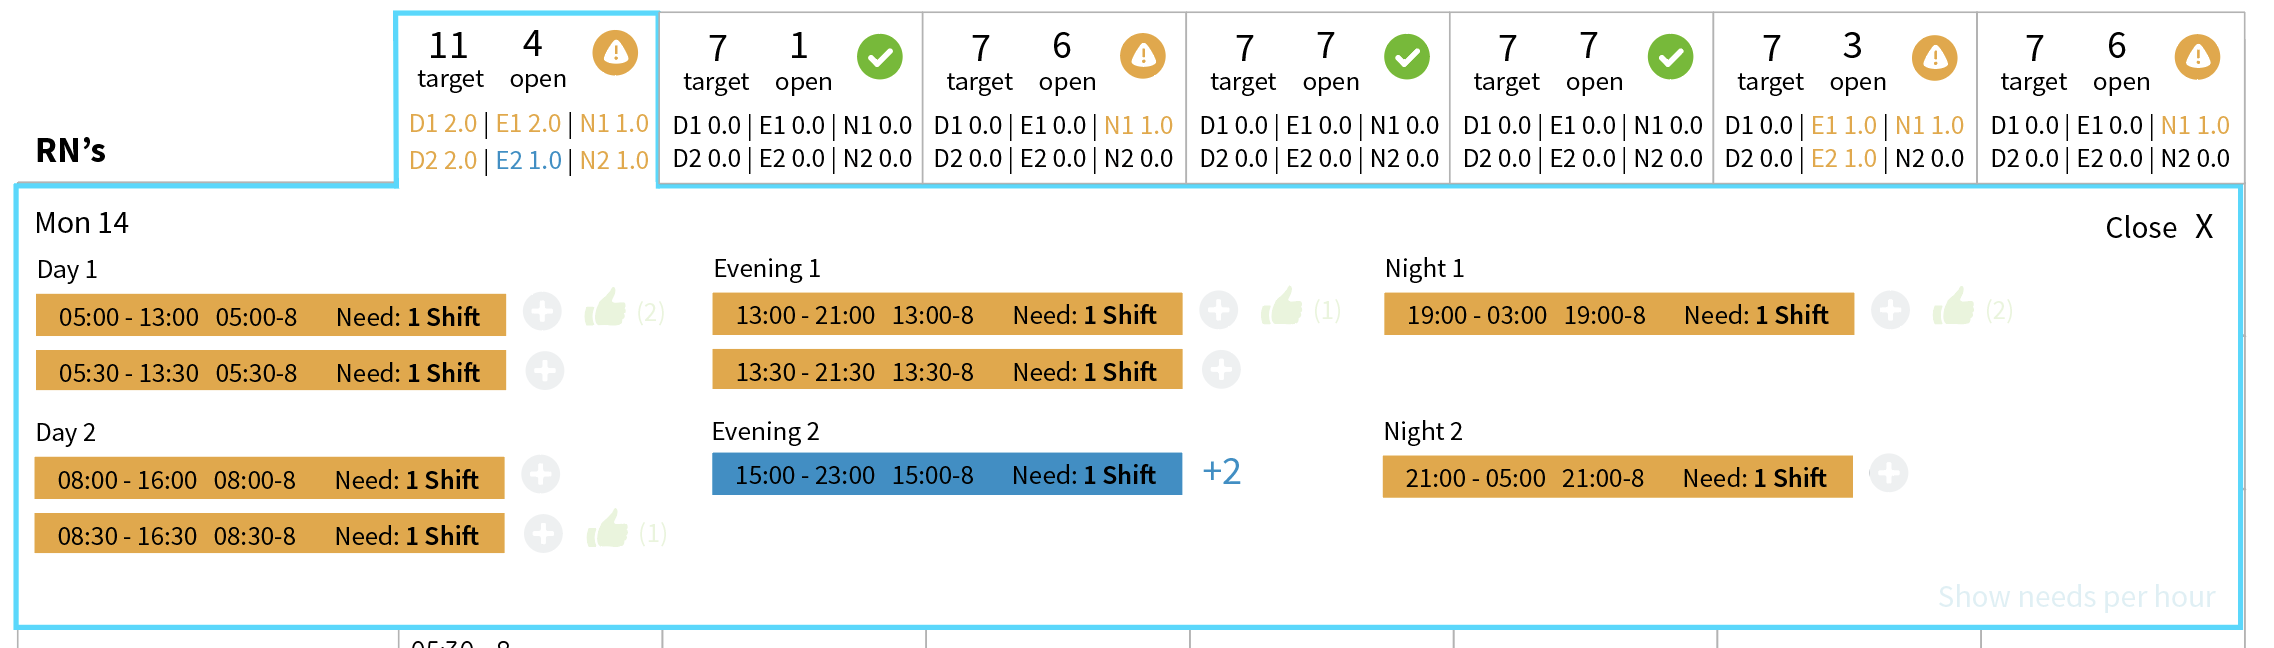 11 4 7 1 7 6 7 7 7 7 7 3 7 6
target open target open target open target open target open target open target open
D1 2.0 | E1 2.0 | N1 1.0 D1 0.0 | E1 0.0 | N1 0.0 D1 0.0 | E1 0.0 | N1 1.0 D1 0.0 | E1 0.0 | N1 0.0 D1 0.0 | E1 0.0 | N1 0.0 D1 0.0 | E1 1.0 | N1 1.0 D1 0.0 | E1 0.0 | N1 1.0
RN’s D2 2.0 | E2 1.0 | N2 1.0 D2 0.0 | E2 0.0 | N2 0.0 D2 0.0 | E2 0.0 | N2 0.0 D2 0.0 | E2 0.0 | N2 0.0 D2 0.0 | E2 0.0 | N2 0.0 D2 0.0 | E2 1.0 | N2 0.0 D2 0.0 | E2 0.0 | N2 0.0
Mon 14 Close X
Day 1
05:00 - 13:00 05:00-8 Need: 1 Shift (2)
05:30 - 13:30 05:30-8 Need: 1 Shift
Day 2
08:00 - 16:00 08:00-8 Need: 1 Shift
08:30 - 16:30 08:30-8 Need: 1 Shift (1)
Evening 1
13:00 - 21:00 13:00-8 Need: 1 Shift (1)
13:30 - 21:30 13:30-8 Need: 1 Shift
Evening 2
15:00 - 23:00 15:00-8 Need: 1 Shift +2
Night 1
19:00 - 03:00 19:00-8 Need: 1 Shift (2)
Night 2
21:00 - 05:00 21:00-8 Need: 1 Shift
Show needs per hour